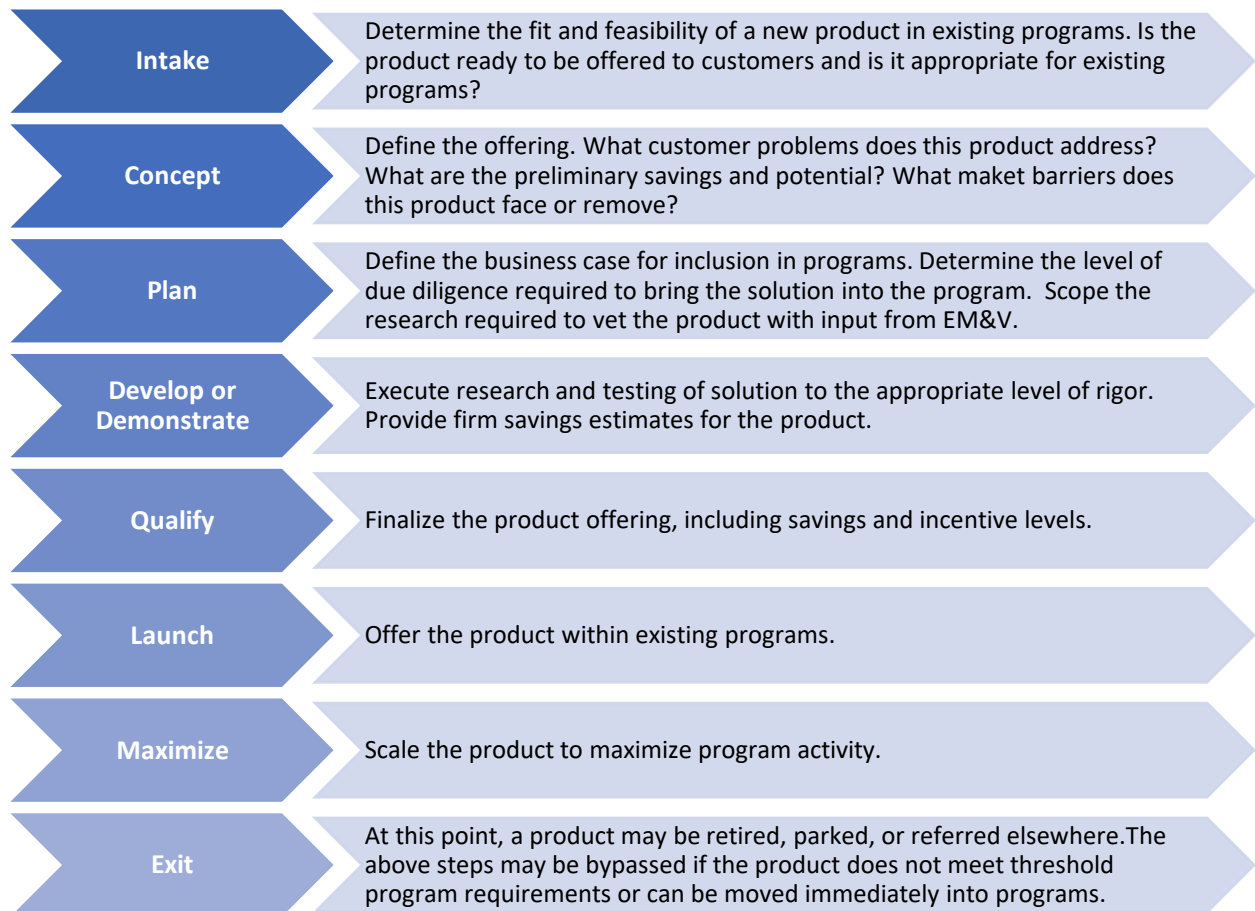 Intake
Determine the fit and feasibility of a new product in existing programs. Is the
product ready to be offered to customers and is it appropriate for existing
programs?
Concept
Define the offering. What customer problems does this product address?
What are the preliminary savings and potential? What maket barriers does
this product face or remove?
Plan
Define the business case for inclusion in programs. Determine the level of
due diligence required to bring the solution into the program.  Scope the
research required to vet the product with input from EM&V.
Develop or
Demonstrate
Execute research and testing of solution to the appropriate level of rigor.
Provide firm savings estimates for the product.
Qualify
Finalize the product offering, including savings and incentive levels.
Launch
Offer the product within existing programs.
Maximize
Scale the product to maximize program activity.
Exit
At this point, a product may be retired, parked, or referred elsewhere.The
above steps may be bypassed if the product does not meet threshold
program requirements or can be moved immediately into programs.